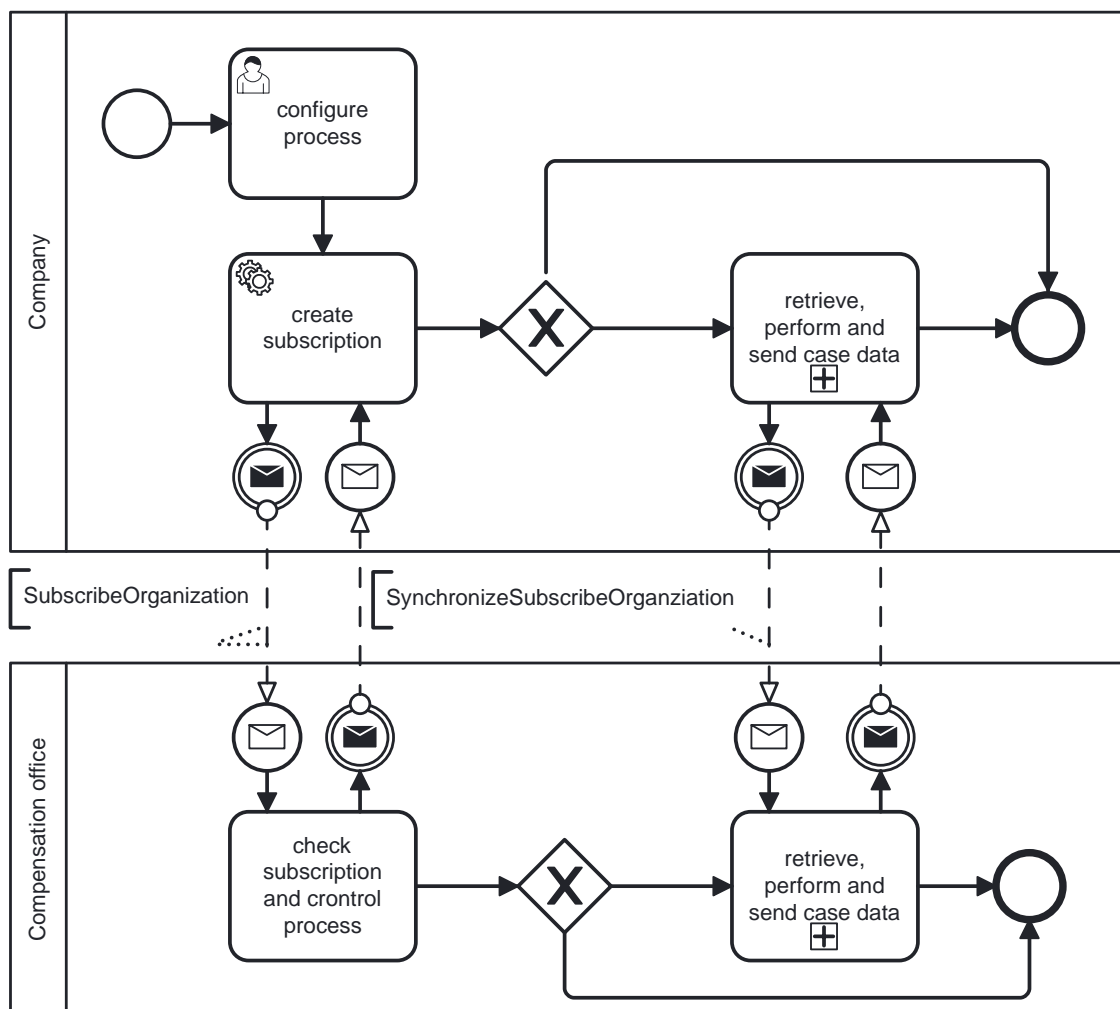 Company
configure
process
create
subscription
retrieve,
perform and
send case data
SubscribeOrganization
SynchronizeSubscribeOrganziation
Compensation office
check
subscription
and crontrol
process
retrieve,
perform and
send case data